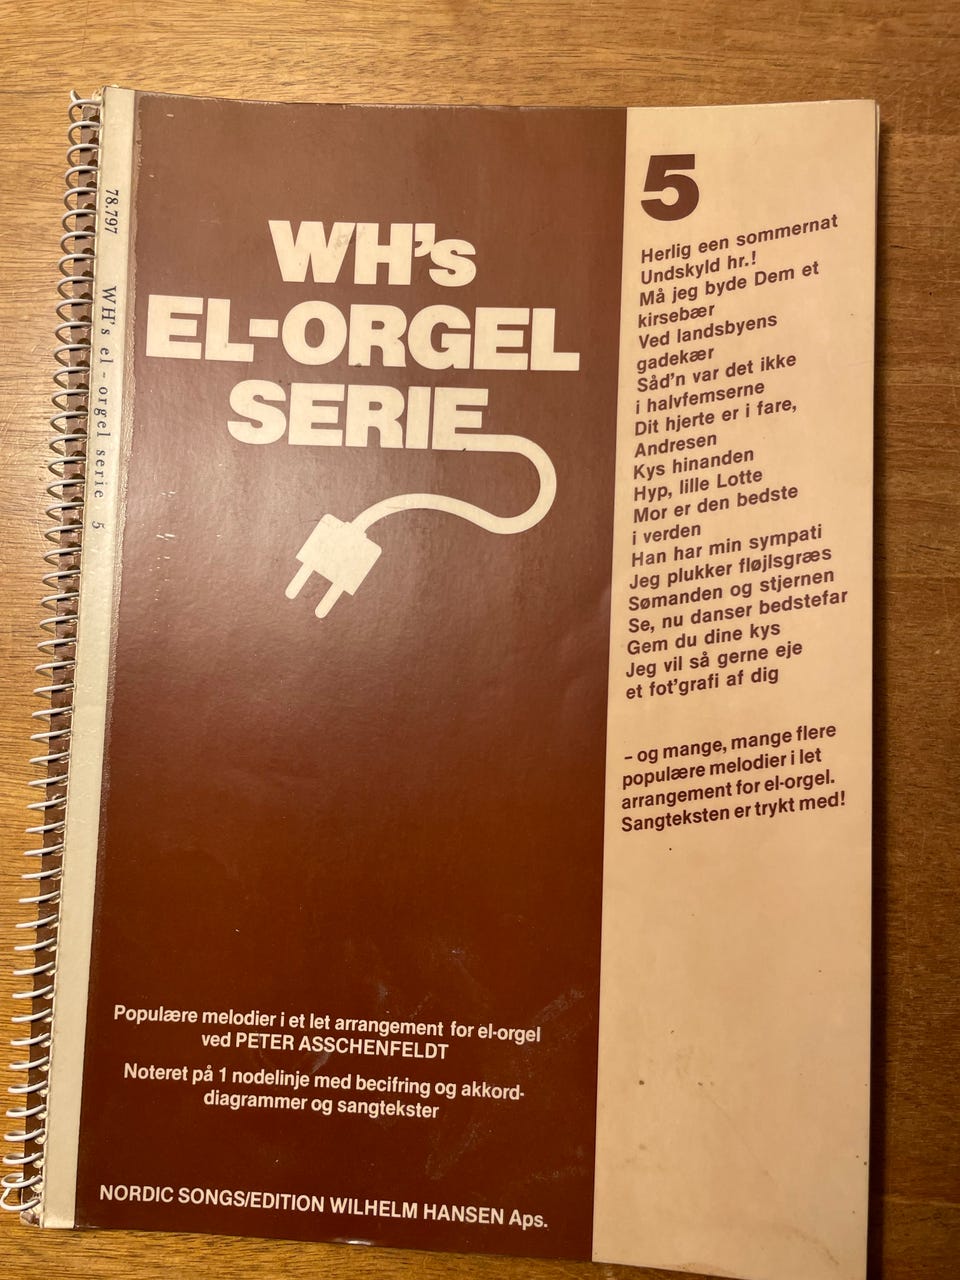 78.797 WH's el - orgel serie 5
WH's
EL-ORGEL
SERIE
5
Herlig een sommernat
Undskyld hr.!
Må jeg byde Dem et
kirsebær
Ved landsbyens
gadekær
Såd'n var det ikke
i halvfemserne
Dit hjerte er i fare,
Andresen
Kys hinanden
Hyp, lille Lotte
Mor er den bedste
i verden
Han har min sympati
Jeg plukker fløjlsgræs
Sømanden og stjernen
Se, nu danser bedstefar
Gem du dine kys
Jeg vil så gerne eje
et fot'grafi af dig
– og mange, mange flere
populære melodier i let
arrangement for el-orgel.
Sangteksten er trykt med!
Populære melodier i et let arrangement for el-orgel
ved PETER ASSCHENFELDT
Noteret på 1 nodelinje med becifring og akkord-
diagrammer og sangtekster
NORDIC SONGS/EDITION WILHELM HANSEN Aps.